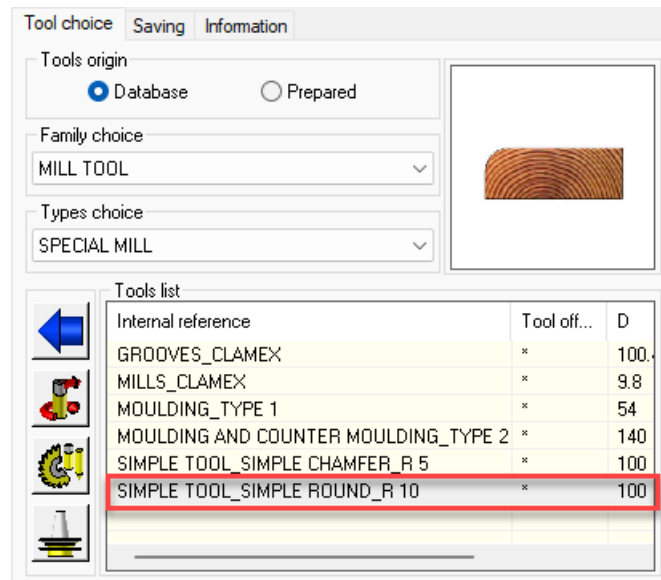 Tool choice Saving Information
Tools origin
Database Prepared
Family choice
MILL TOOL
Types choice
SPECIAL MILL
Tools list
Internal reference Tool off... D
GROOVES_CLAMEX × 100.
MILLS_CLAMEX × 9.8
MOULDING_TYPE 1 × 54
MOULDING AND COUNTER MOULDING_TYPE 2 × 140
SIMPLE TOOL_SIMPLE CHAMFER_R 5 × 100
SIMPLE TOOL_SIMPLE ROUND_R 10 × 100